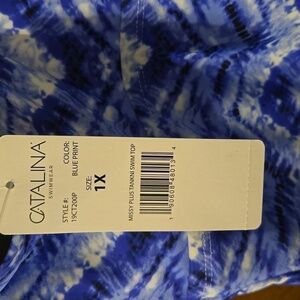 CATALINA
SWIMWEAR
STYLE #: COLOR:
19CT200P BLUE PRINT
SIZE:
1X
MISSY PLUS TANKINI SWIM TOP